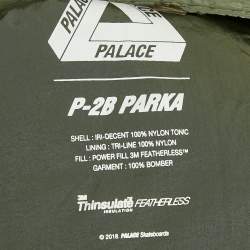 PALACE
PALACE
P-2B PARKA
SHELL : IRI-DECENT 100% NYLON TONIC
LINING : TRI-LINE 100% NYLON
FILL : POWER FILL 3M FEATHERLESS™
GARMENT : 100% BOMBER
3M
Thinsulate™ FEATHERLESS
INSULATION
© 2018. PALACE Skateboards